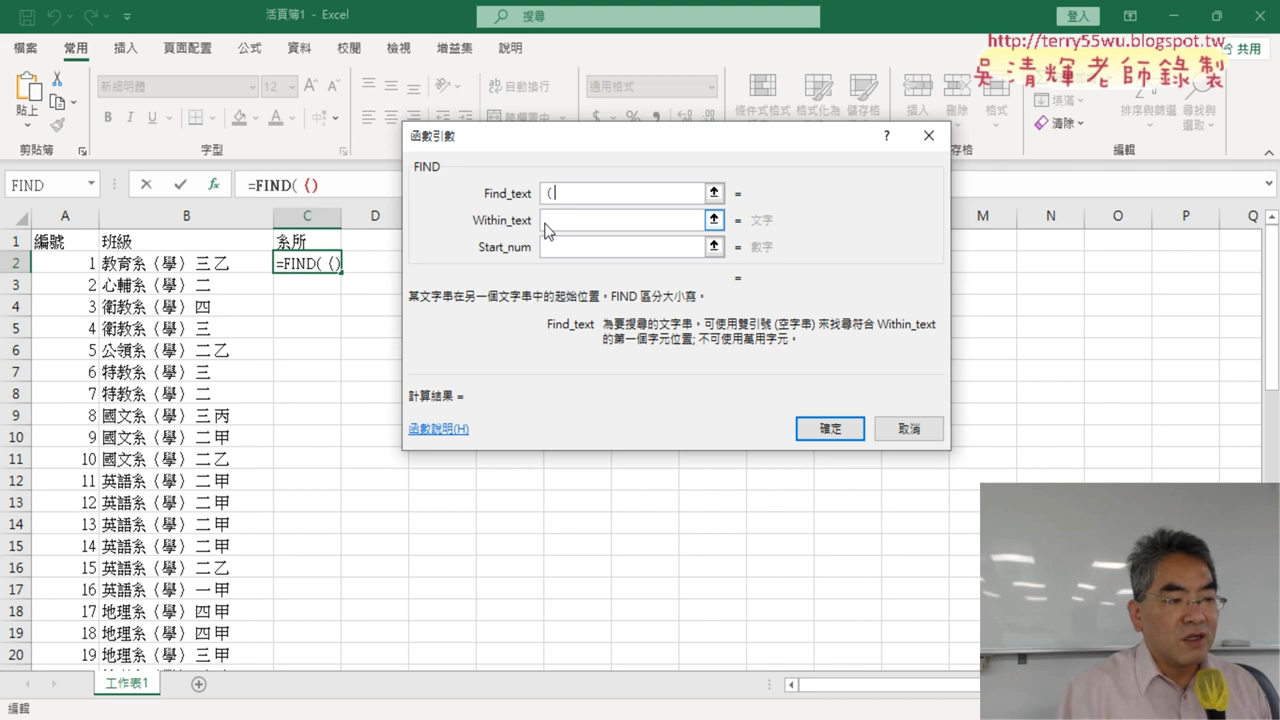 活頁簿1 - Excel
搜尋
登入
檔案 常用 插入 頁面配置 公式 資料 校閱 檢視 增益集 說明
共用
http://terry55wu.blogspot.tw
吳清輝老師錄製
貼上
新細明體 12
自動換行
通用格式
條件式格式 格式化為 儲存格
插入 刪除 格式
填滿
清除
排序與篩選 尋找與
選取
剪貼簿 字型 編輯
函數引數 ?
FIND
=FIND(（)
FIND
Find_text （ =
Within_text = 文字
Start_num = 數字
=
某文字串在另一個文字串中的起始位置。FIND 區分大小寫。
Find_text 為要搜尋的文字串。可使用雙引號 (空字串) 來找尋符合 Within_text
的第一個字元位置; 不可使用萬用字元。
計算結果 =
函數說明(H)
確定 取消
A B C D M N O P Q
1 編號 班級 系所
2 1 教育系（學）三乙 =FIND(（)
3 2 心輔系（學）二
4 3 衛教系（學）四
5 4 衛教系（學）三
6 5 公領系（學）二乙
7 6 特教系（學）三
8 7 特教系（學）二
9 8 國文系（學）三丙
10 9 國文系（學）二甲
11 10 國文系（學）二乙
12 11 英語系（學）二甲
13 12 英語系（學）二甲
14 13 英語系（學）二甲
15 14 英語系（學）二甲
16 15 英語系（學）二乙
17 16 英語系（學）一甲
18 17 地理系（學）四甲
19 18 地理系（學）四甲
20 19 地理系（學）三甲
工作表1
編輯